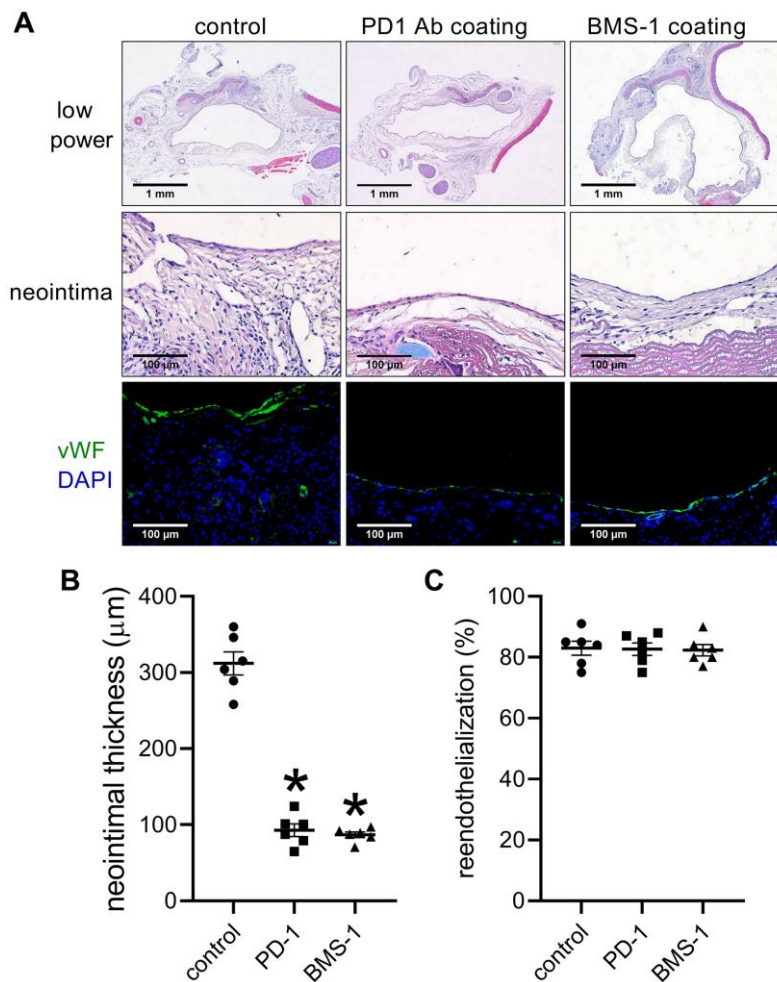 A
control
PD1 Ab coating
BMS-1 coating
low
power
1 mm
1 mm
1 mm
neointima
100 µm
100 µm
100 µm
vWF
DAPI
100 µm
100 µm
100 µm
B
neointimal thickness (µm)
400
300
200
100
0
*
*
control
PD-1
BMS-1
C
reendothelialization (%)
100
80
60
40
20
0
control
PD-1
BMS-1